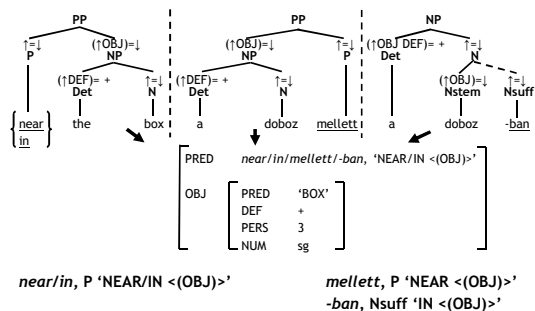 PP PP NP
↑=↓ (↑OBJ)=↓ (↑OBJ)=↓ ↑=↓ (↑OBJ DEF)= + ↑=↓
P NP NP P Det N
(↑DEF)= + ↑=↓ (↑DEF)= + ↑=↓ (↑OBJ)=↓ ↑=↓
Det N Det N Nstem Nsuff
near the box a doboz mellett a doboz -ban
in
PRED near/in/mellett/-ban, ‘NEAR/IN <(OBJ)>’
OBJ PRED ‘BOX’
DEF +
PERS 3
NUM sg
near/in, P ‘NEAR/IN <(OBJ)>’ mellett, P ‘NEAR <(OBJ)>’
-ban, Nsuff ‘IN <(OBJ)>’